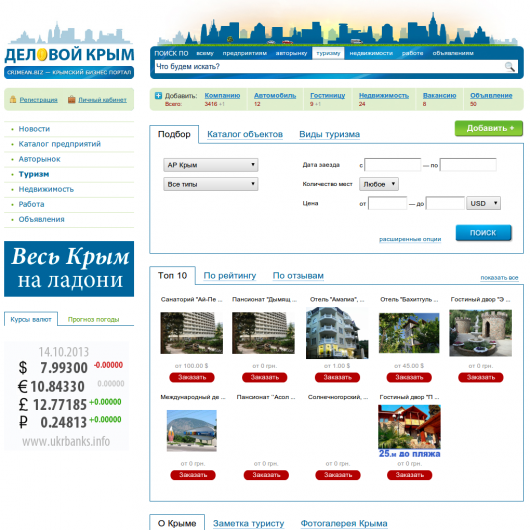 ДЕЛОВОЙ КРЫМ
CRIMEAN.BIZ — КРЫМСКИЙ БИЗНЕС ПОРТАЛ
ПОИСК ПО всему предприятиям авторынку туризму недвижимости работе объявлениям
Что будем искать?
Регистрация Личный кабинет
Добавить: Компанию Автомобиль Гостиницу Недвижимость Вакансию Объявление
Всего: 3416 +1 12 9 +1 24 8 50
Новости
Каталог предприятий
Авторынок
Туризм
Недвижимость
Работа
Объявления
Весь Крым
на ладони
Курсы валют Прогноз погоды
14.10.2013
$ 7.99300 -0.00000
€ 10.84330 0.00000
£ 12.77185 +0.00000
₽ 0.24813 +0.00000
www.ukrbanks.info
Подбор Каталог объектов Виды туризма
Добавить +
АР Крым
Все типы
Дата заезда с — по
Количество мест Любое
Цена от — до USD
расширенные опции
ПОИСК
Топ 10 По рейтингу По отзывам
показать все
Санаторий "Ай-Пе ... Пансионат "Дымящ ... Отель "Амалиа", ... Отель "Бахитгуль ... Гостиный двор "Э ...
от 100.00 $ от 0 грн. от 1.00 $ от 45.00 $ от 0 грн.
Заказать Заказать Заказать Заказать Заказать
Международный де ... Пансионат `Асол ... Солнечногорский, ... Гостиный двор "П ...
25.м до пляжа
от 0 грн. от 0 грн. от 0 грн. от 0 грн.
Заказать Заказать Заказать Заказать
О Крыме Заметка туристу Фотогалерея Крыма